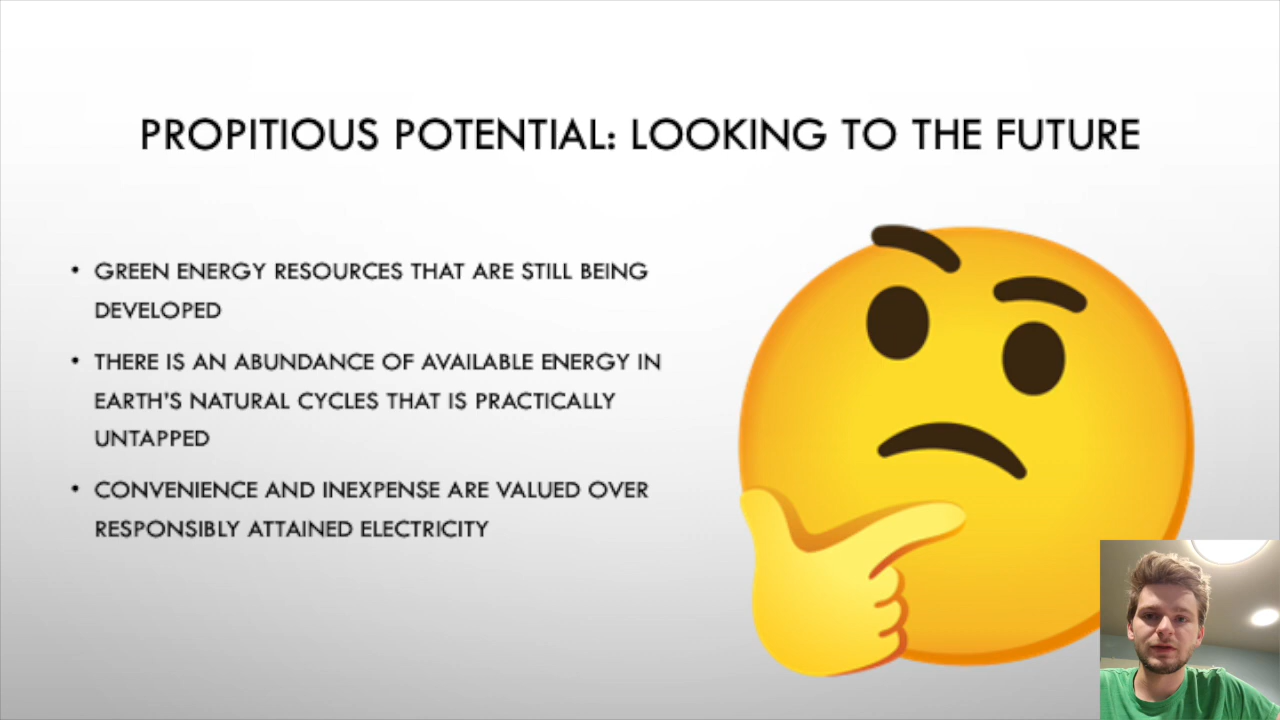 PROPITIOUS POTENTIAL: LOOKING TO THE FUTURE
• GREEN ENERGY RESOURCES THAT ARE STILL BEING
DEVELOPED
• THERE IS AN ABUNDANCE OF AVAILABLE ENERGY IN
EARTH'S NATURAL CYCLES THAT IS PRACTICALLY
UNTAPPED
• CONVENIENCE AND INEXPENSE ARE VALUED OVER
RESPONSIBLY ATTAINED ELECTRICITY